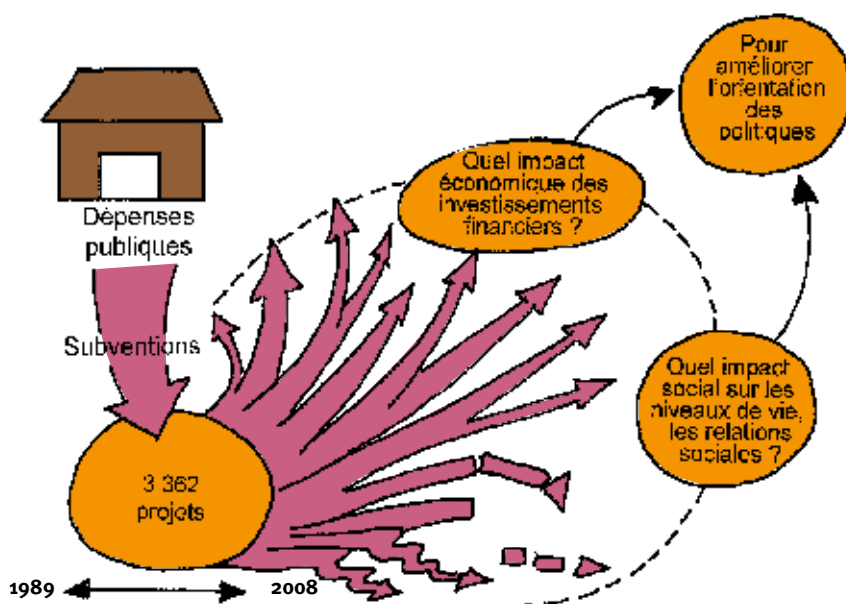 Pour
améliorer
l'orientation
des
politiques
Quel impact
économique des
investissements
financiers ?
Dépenses
publiques
Subventions
Quel impact
social sur les
niveaux de vie,
les relations
sociales ?
3 362
projets
1989
2008